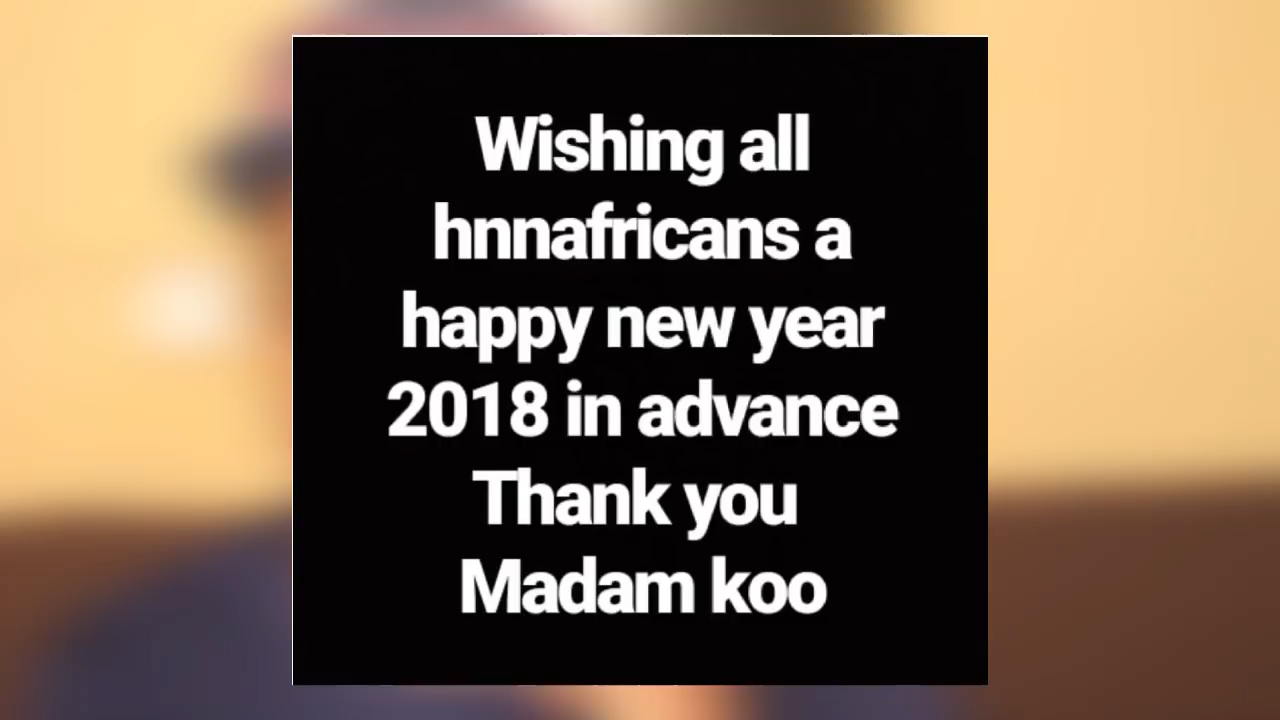 Wishing all
hnnafricans a
happy new year
2018 in advance
Thank you
Madam koo